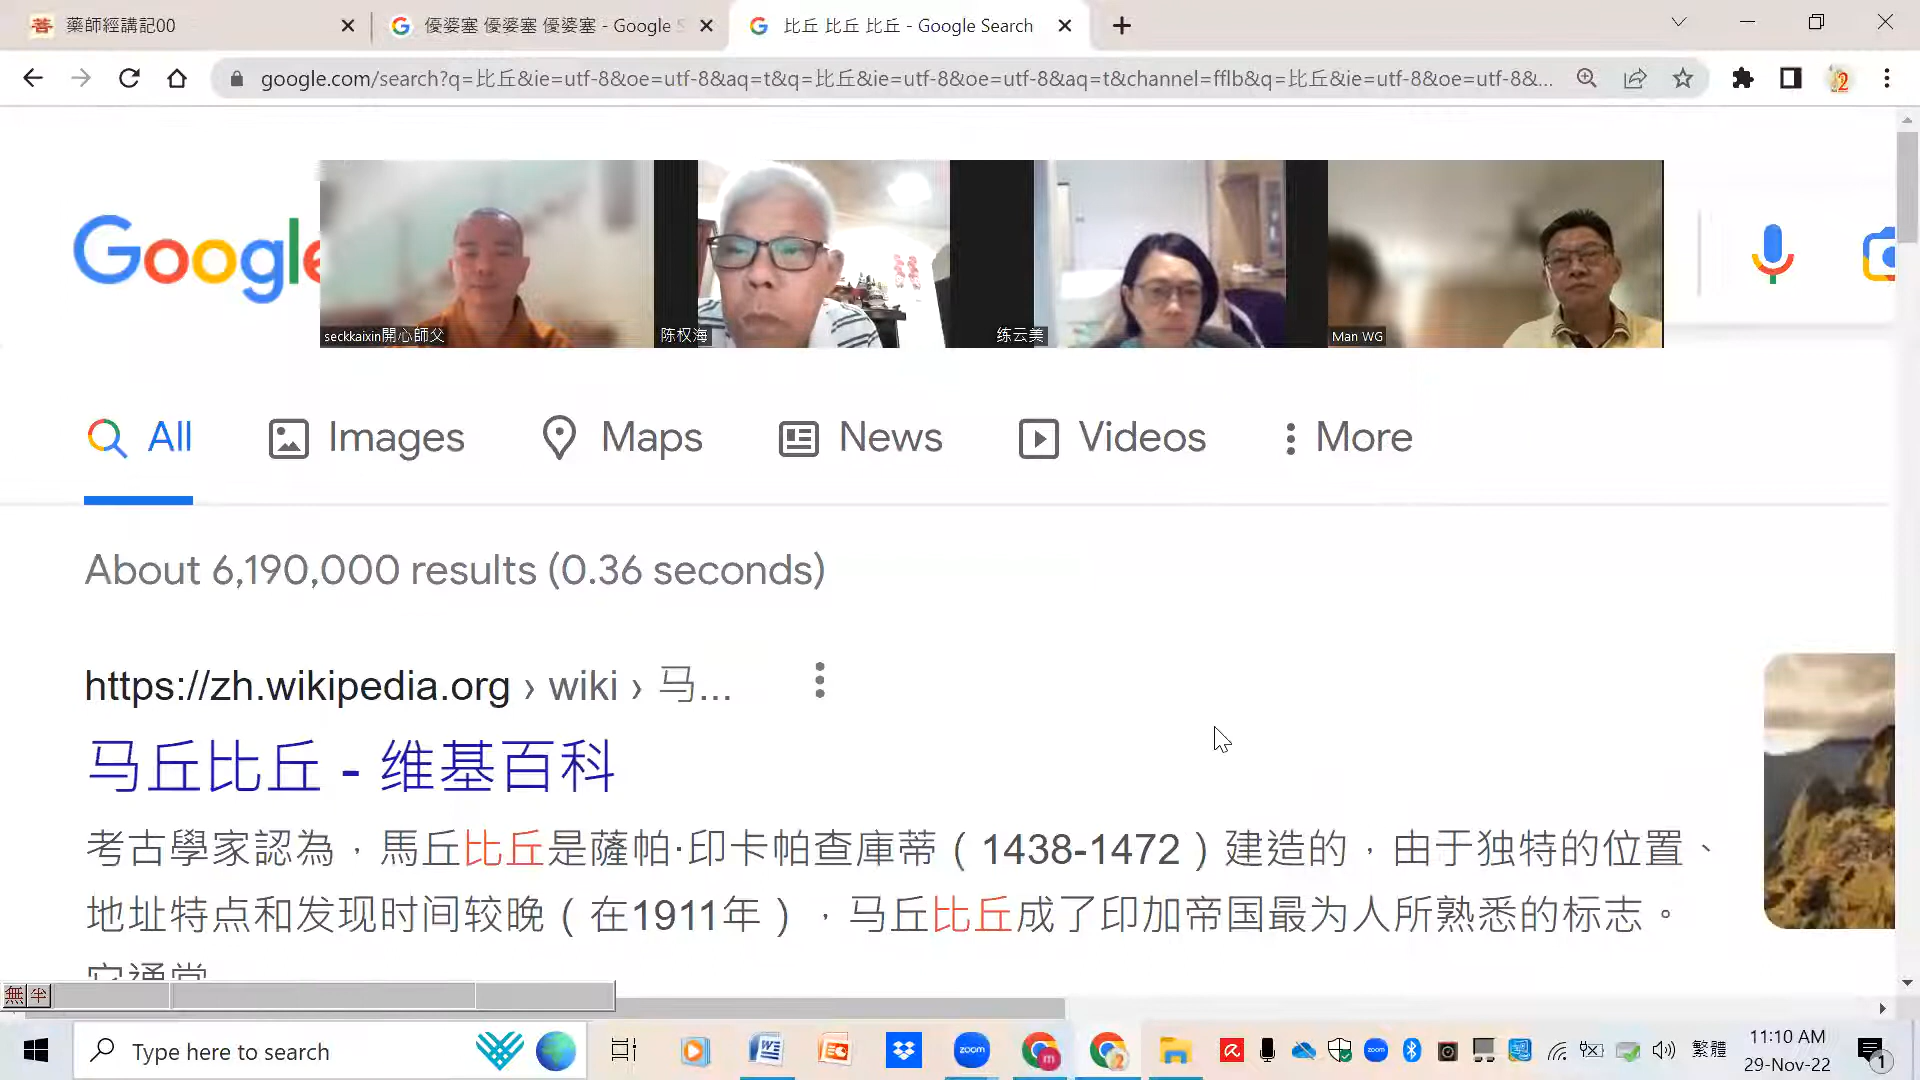 藥師經講記00
優婆塞 優婆塞 優婆塞 - Google S
比丘 比丘 比丘 - Google Search
google.com/search?q=比丘&ie=utf-8&oe=utf-8&aq=t&q=比丘&ie=utf-8&oe=utf-8&aq=t&channel=fflb&q=比丘&ie=utf-8&oe=utf-8&...
Google
seckkaixin開心師父
陈权海
练云美
Man WG
All
Images
Maps
News
Videos
More
About 6,190,000 results (0.36 seconds)
https://zh.wikipedia.org › wiki › 马...
马丘比丘 - 维基百科
考古學家認為，馬丘比丘是薩帕·印卡帕查庫蒂（1438-1472）建造的，由于独特的位置、
地址特点和发现时间较晚（在1911年），马丘比丘成了印加帝国最为人所熟悉的标志。
它通常
無 半
Type here to search
zoom
zoom
繁體
11:10 AM
29-Nov-22
1